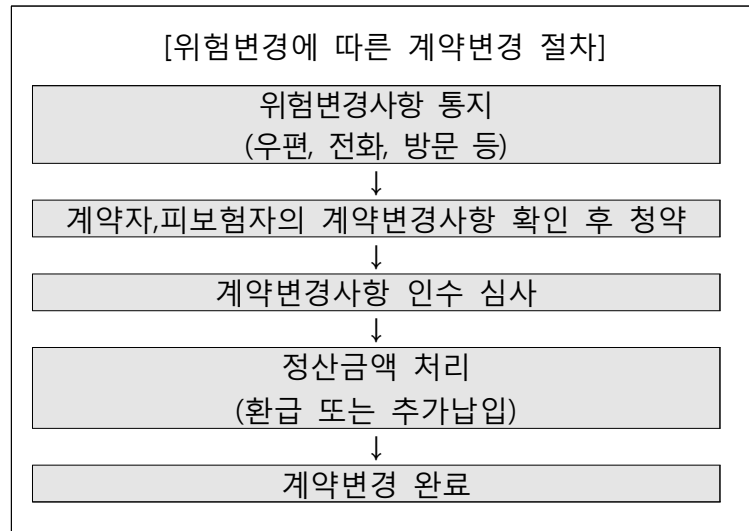 [위험변경에 따른 계약변경 절차]
위험변경사항 통지
(우편, 전화, 방문 등)
↓
계약자,피보험자의 계약변경사항 확인 후 청약
↓
계약변경사항 인수 심사
↓
정산금액 처리
(환급 또는 추가납입)
↓
계약변경 완료